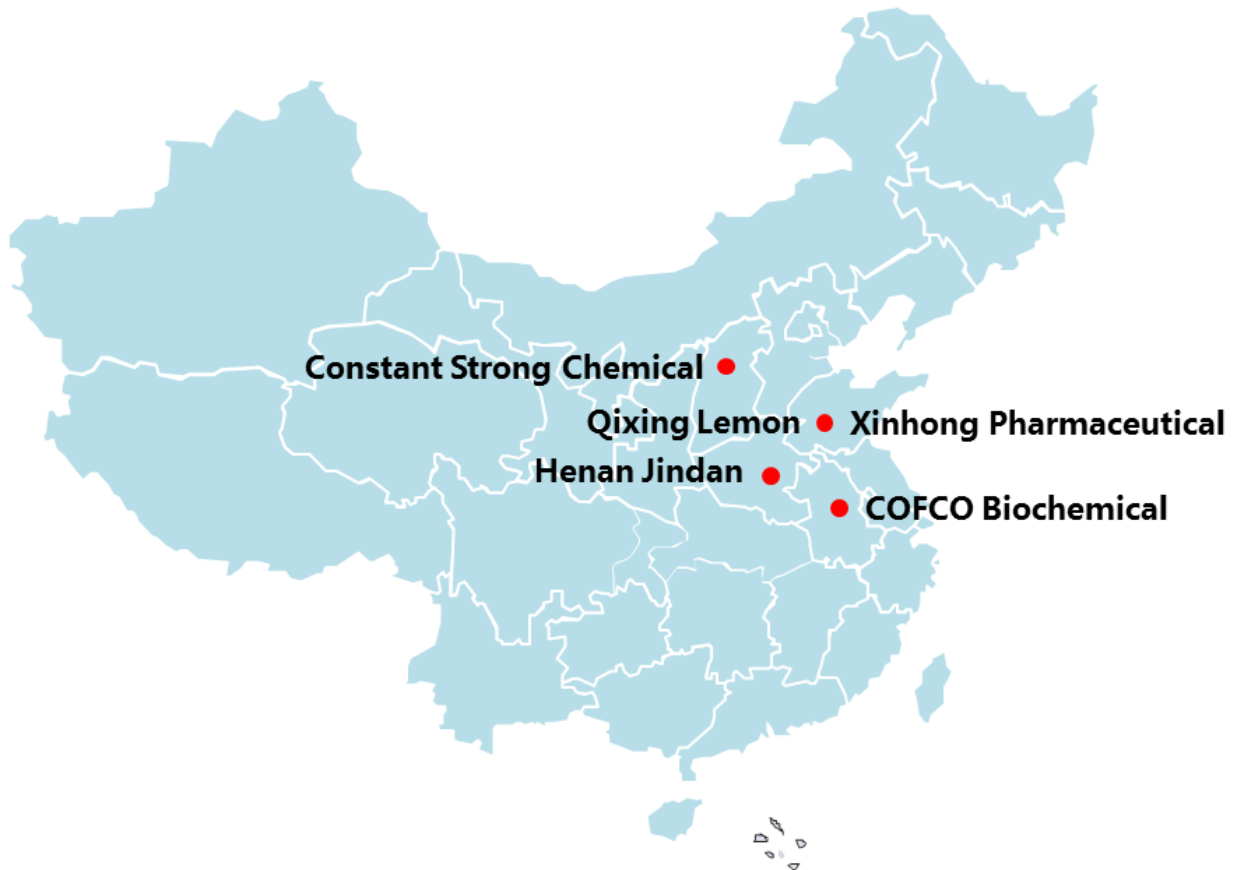 Constant Strong Chemical
Qixing Lemon
Xinhong Pharmaceutical
Henan Jindan
COFCO Biochemical